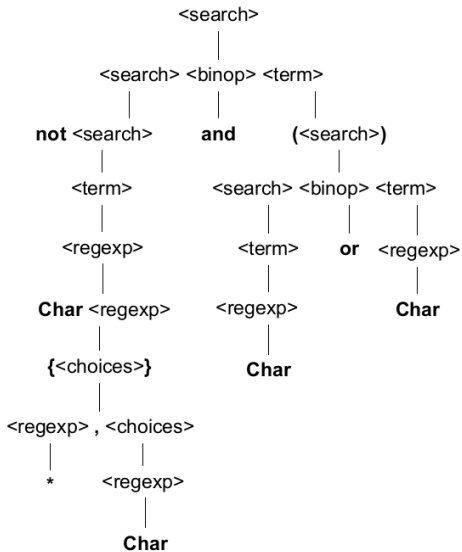 <search>
<search> <binop> <term>
not <search> and (<search>)
<term> <search> <binop> <term>
<regexp> <term> or <regexp>
Char <regexp> <regexp> Char
{<choices>} Char
<regexp> , <choices>
* <regexp>
Char